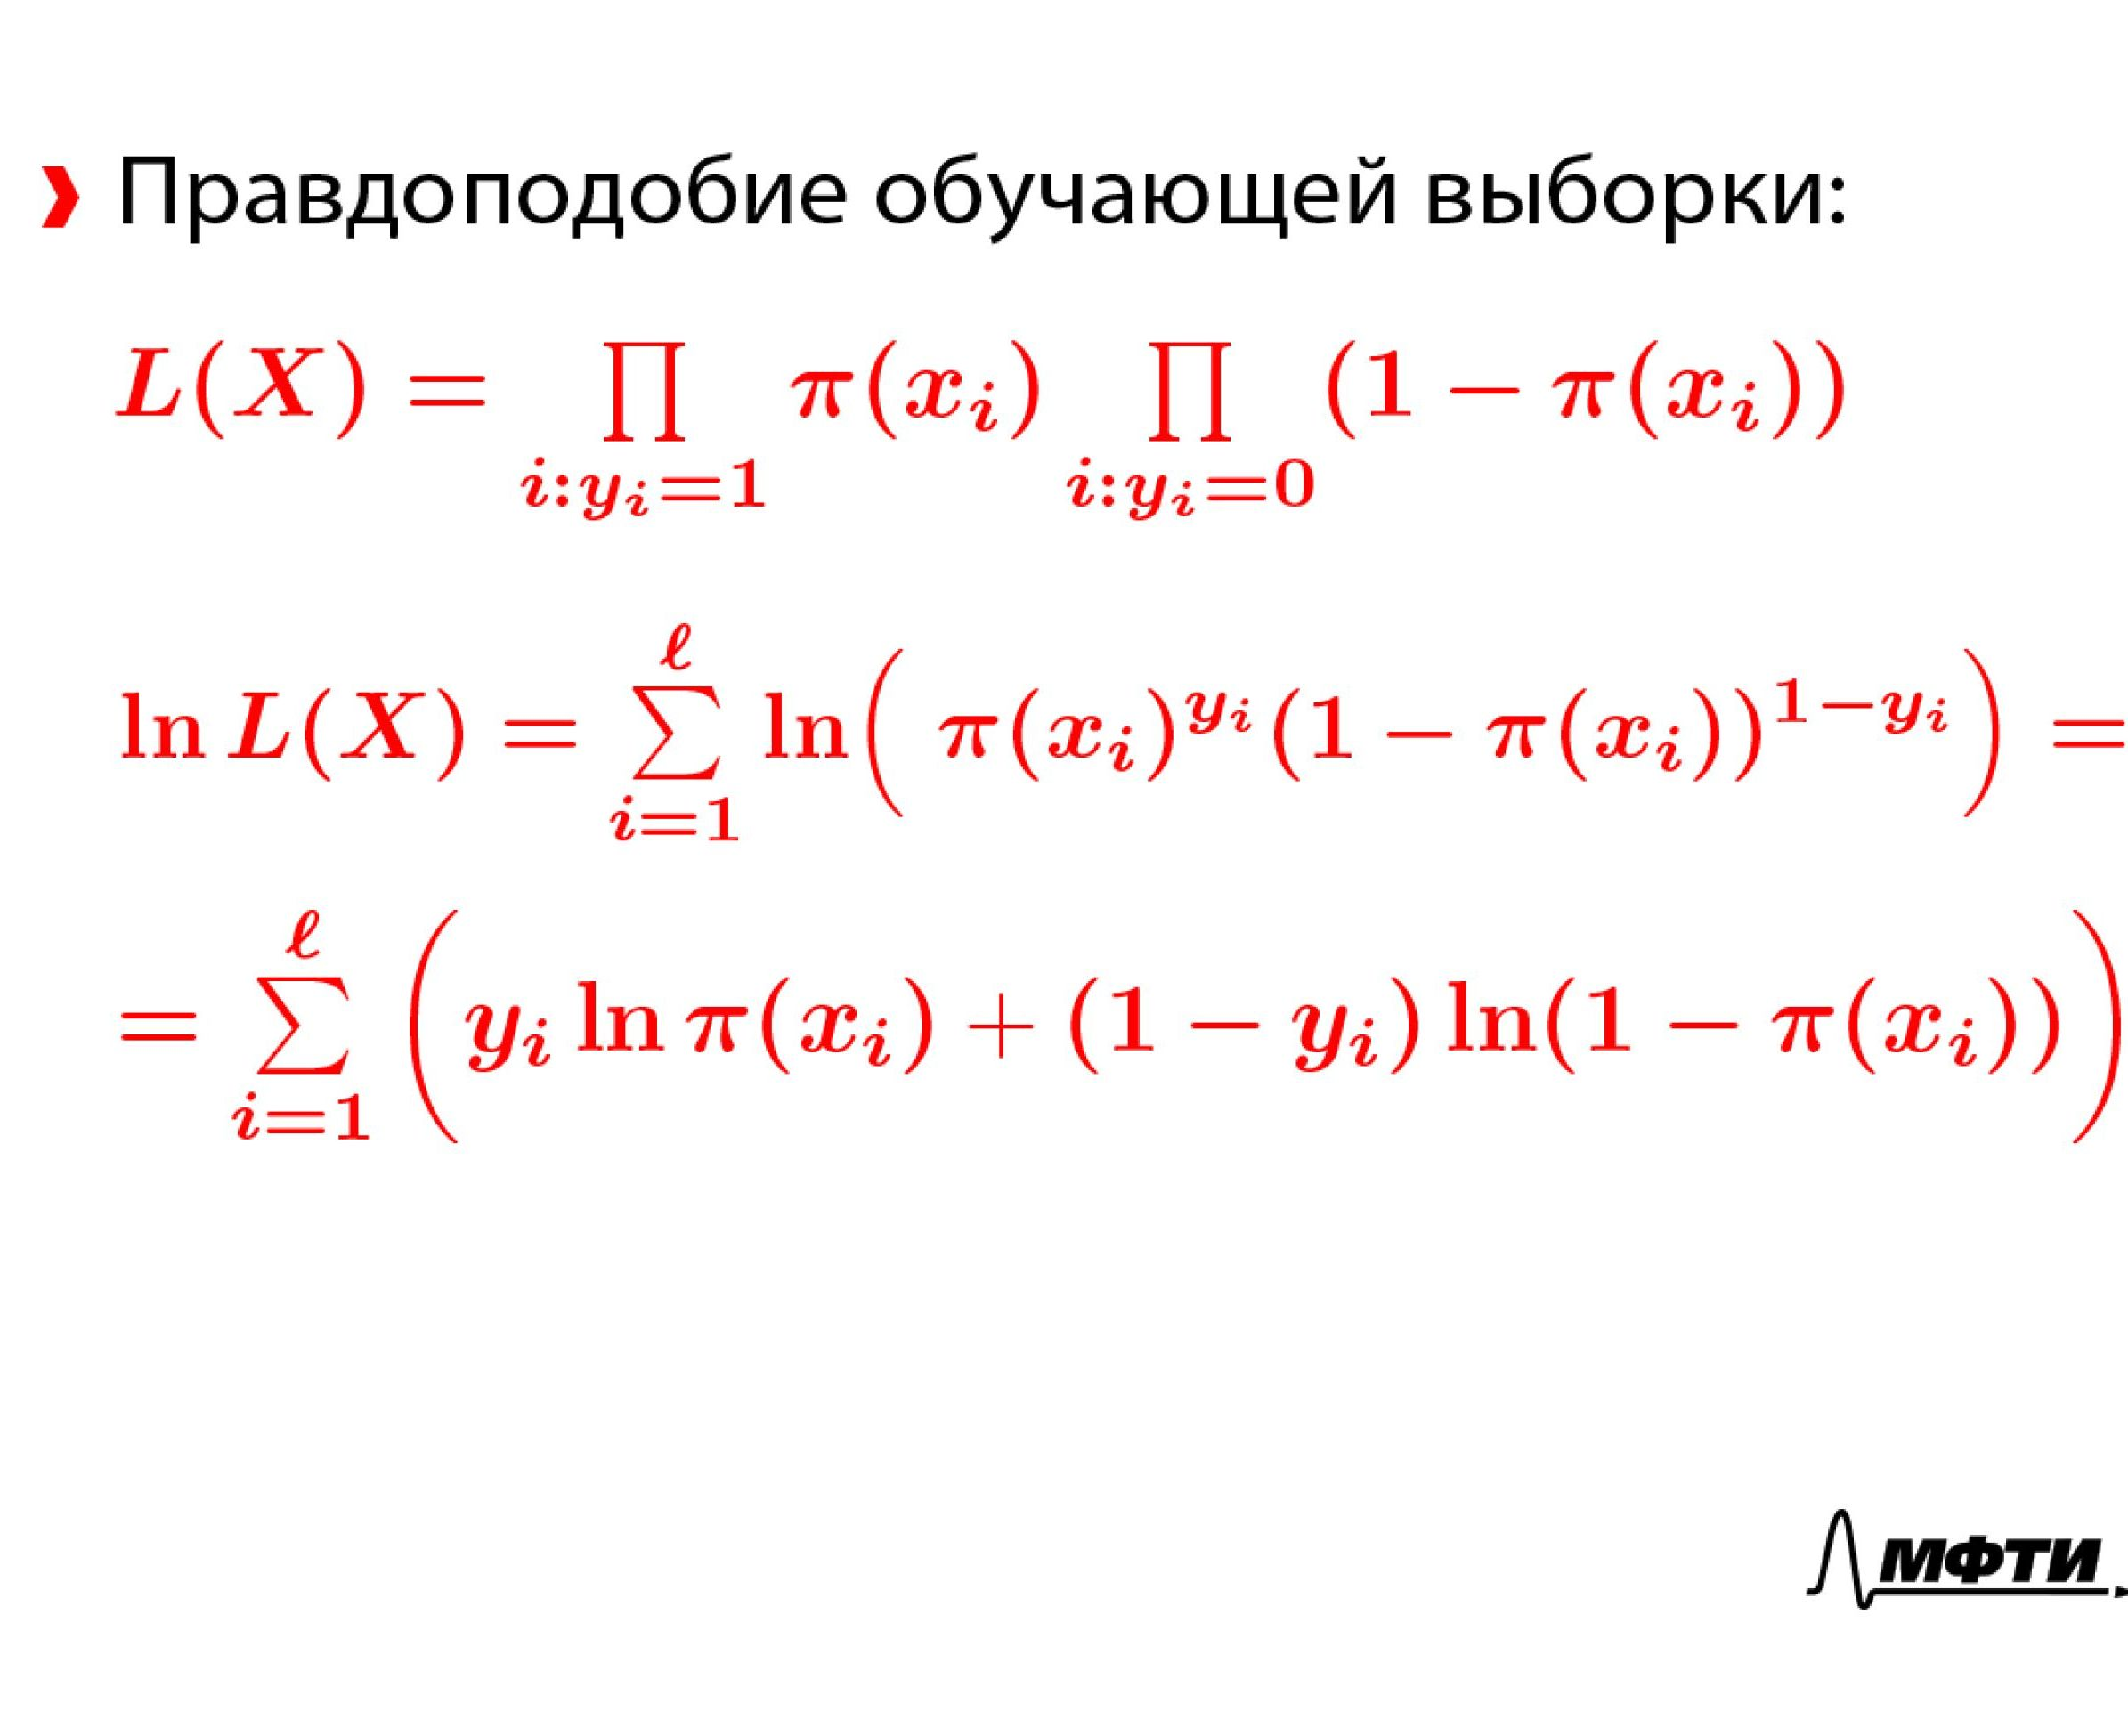 Правдоподобие обучающей выборки:
L(X) = ∏_{i:y_i=1} π(x_i) ∏_{i:y_i=0} (1 − π(x_i))
ln L(X) = ∑_{i=1}^{ℓ} ln( π(x_i)^{y_i} (1 − π(x_i))^{1−y_i} ) =
= ∑_{i=1}^{ℓ} ( y_i ln π(x_i) + (1 − y_i) ln(1 − π(x_i)) )
МФТИ